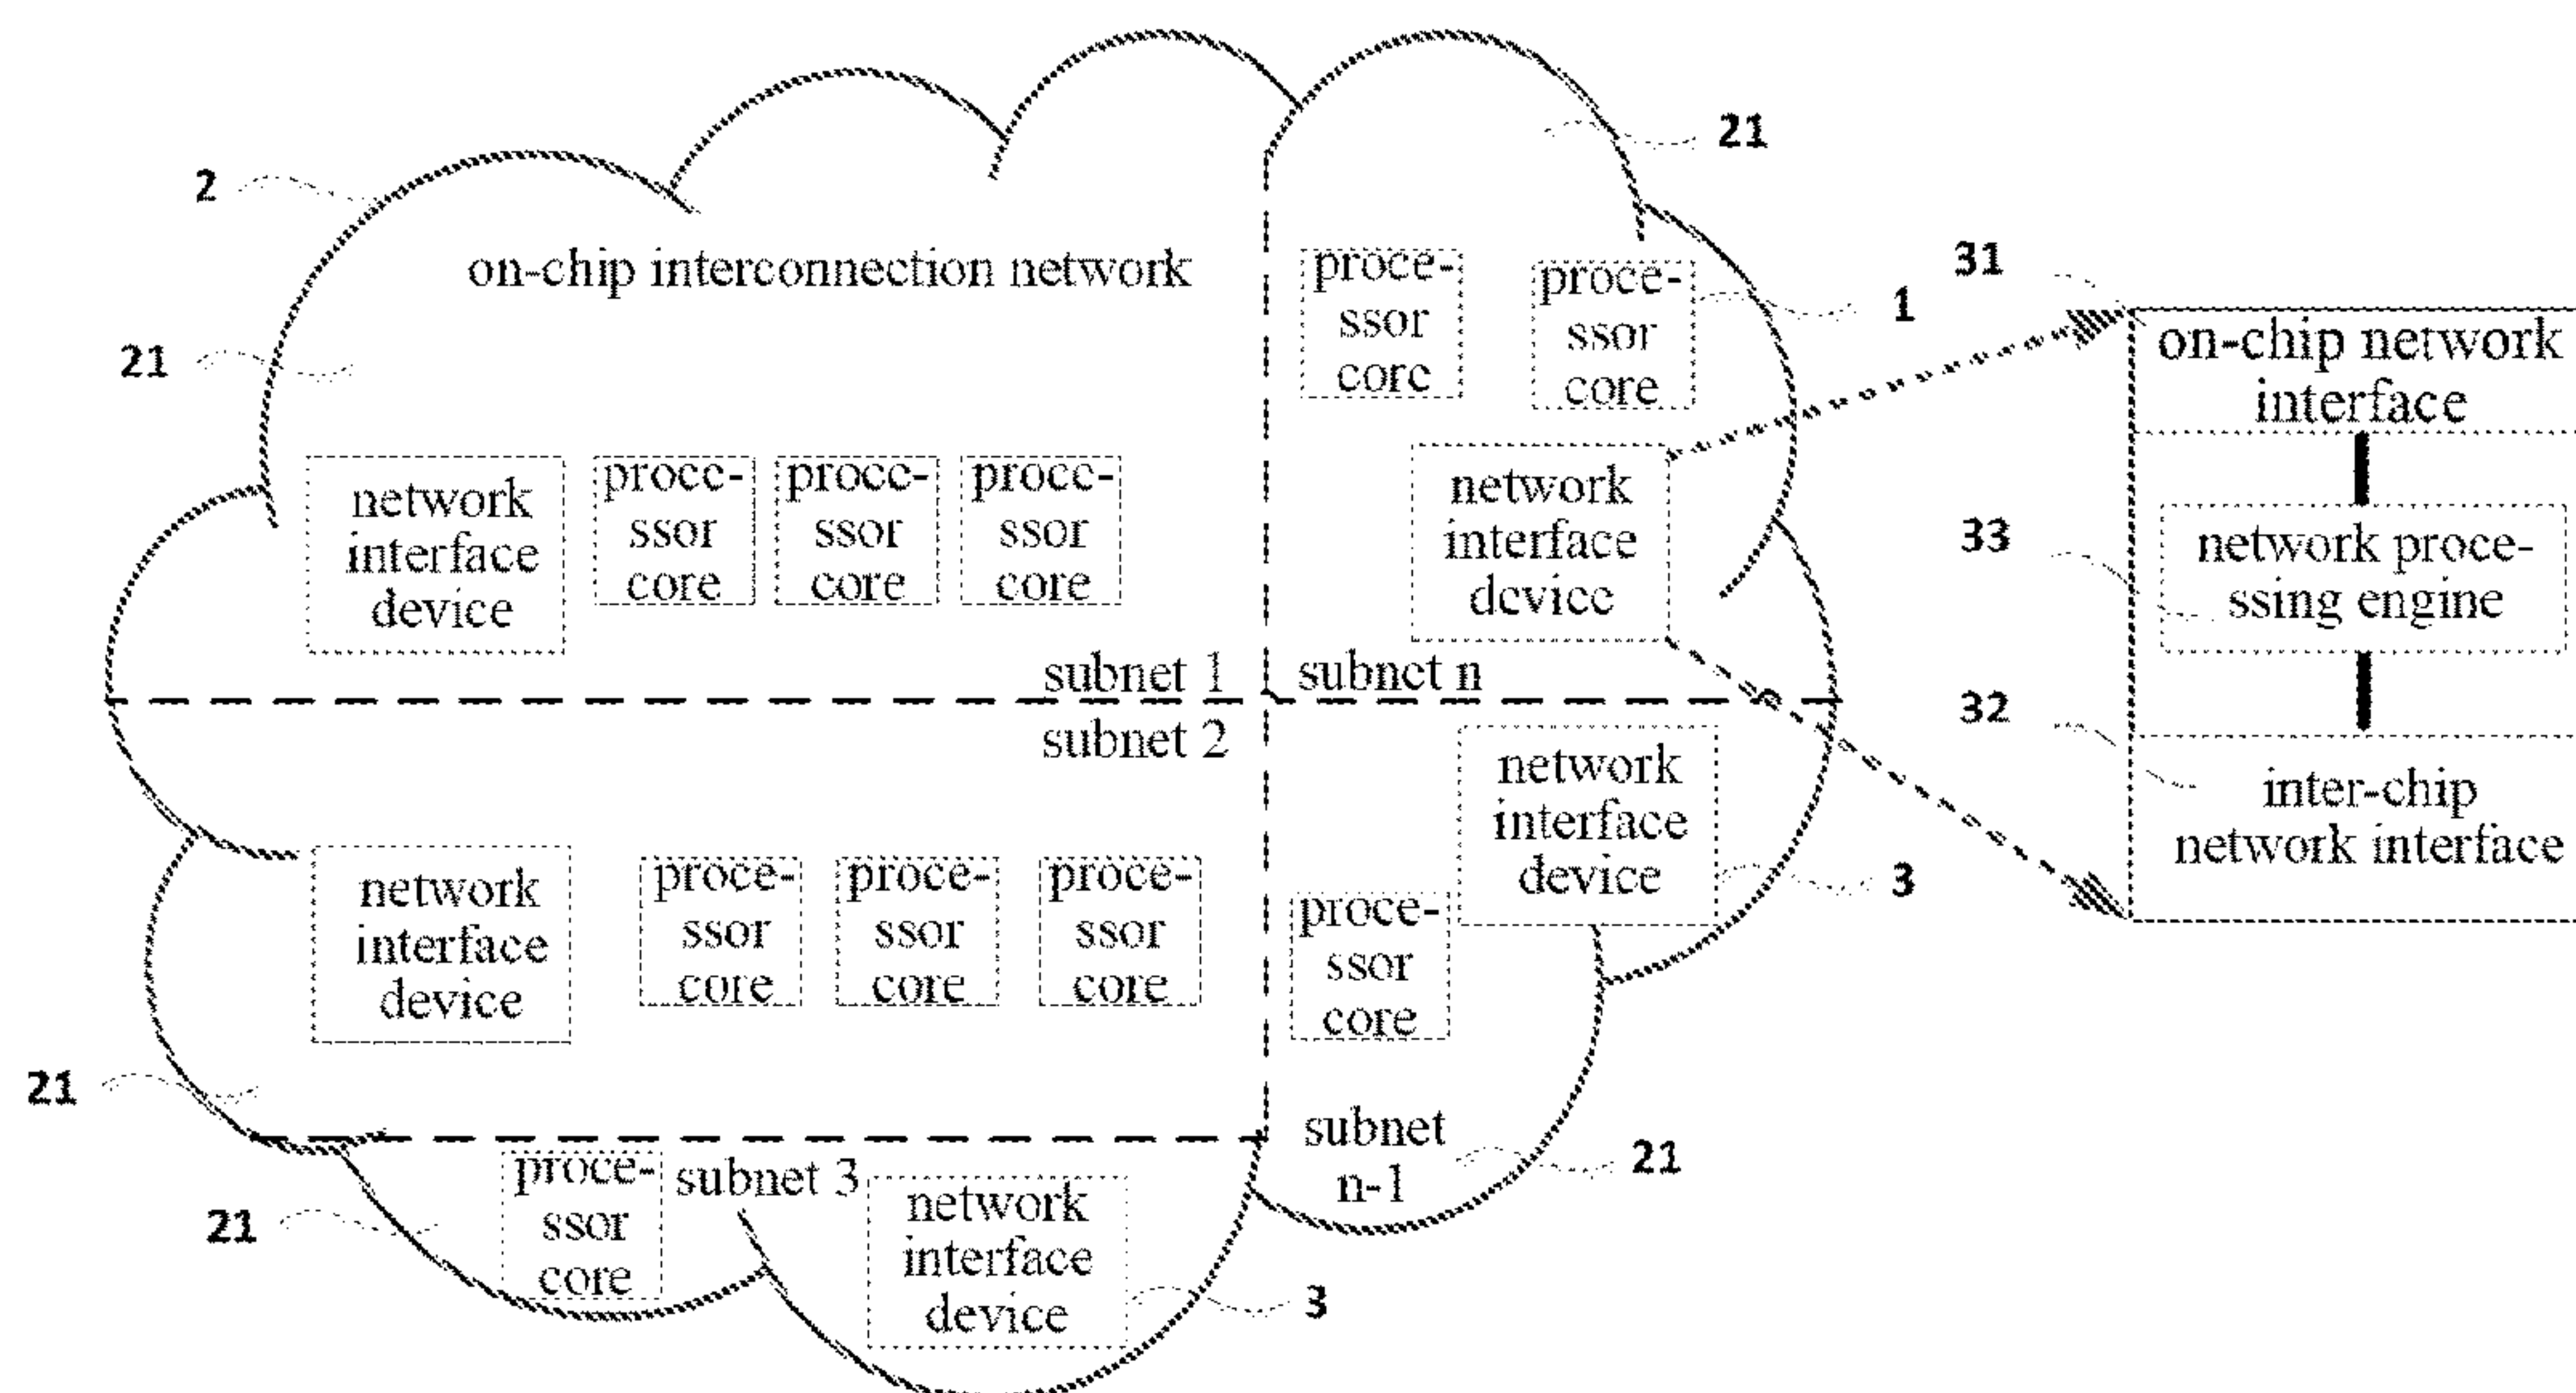 21
2
on-chip interconnection network
21
proce-
ssor
core
proce-
ssor
core
1
network
interface
device
proce-
ssor
core
proce-
ssor
core
proce-
ssor
core
network
interface
device
subnet 1
subnet n
subnet 2
network
interface
device
proce-
ssor
core
proce-
ssor
core
proce-
ssor
core
21
network
interface
device
3
proce-
ssor
core
subnet
n-1
21
21
proce-
ssor
core
subnet 3
network
interface
device
3
31
on-chip network
interface
33
network proce-
ssing engine
32
inter-chip
network interface